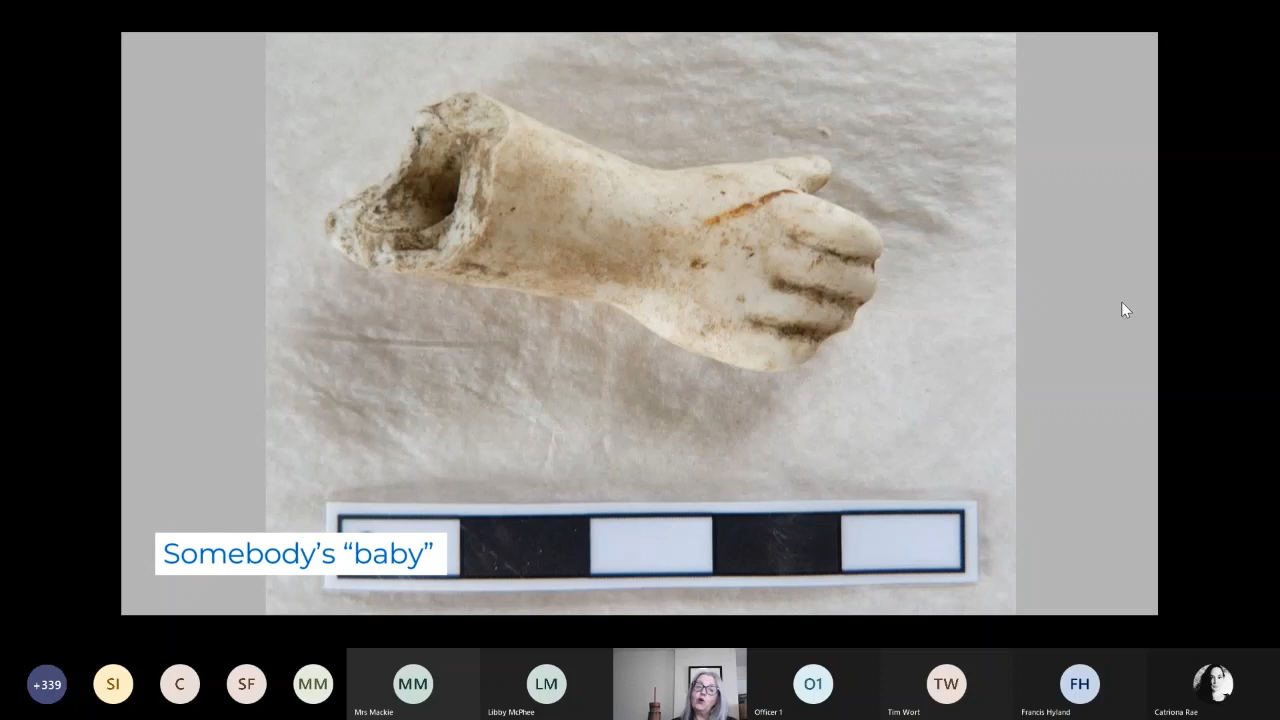 Somebody’s “baby”
+339
SI
C
SF
MM
MM
LM
O1
TW
FH
Mrs Mackie
Libby McPhee
Officer 1
Tim Wort
Francis Hyland
Catriona Rae